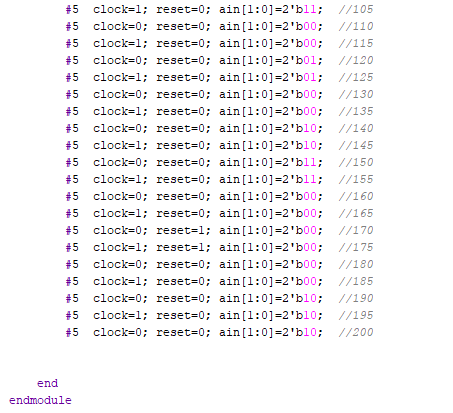 #5  clock=1; reset=0; ain[1:0]=2'b11;  //105
#5  clock=0; reset=0; ain[1:0]=2'b00;  //110
#5  clock=1; reset=0; ain[1:0]=2'b00;  //115
#5  clock=0; reset=0; ain[1:0]=2'b01;  //120
#5  clock=1; reset=0; ain[1:0]=2'b01;  //125
#5  clock=0; reset=0; ain[1:0]=2'b00;  //130
#5  clock=1; reset=0; ain[1:0]=2'b00;  //135
#5  clock=0; reset=0; ain[1:0]=2'b10;  //140
#5  clock=1; reset=0; ain[1:0]=2'b10;  //145
#5  clock=0; reset=0; ain[1:0]=2'b11;  //150
#5  clock=1; reset=0; ain[1:0]=2'b11;  //155
#5  clock=0; reset=0; ain[1:0]=2'b00;  //160
#5  clock=1; reset=0; ain[1:0]=2'b00;  //165
#5  clock=0; reset=1; ain[1:0]=2'b00;  //170
#5  clock=1; reset=1; ain[1:0]=2'b00;  //175
#5  clock=0; reset=0; ain[1:0]=2'b00;  //180
#5  clock=1; reset=0; ain[1:0]=2'b00;  //185
#5  clock=0; reset=0; ain[1:0]=2'b10;  //190
#5  clock=1; reset=0; ain[1:0]=2'b10;  //195
#5  clock=0; reset=0; ain[1:0]=2'b10;  //200
end
endmodule